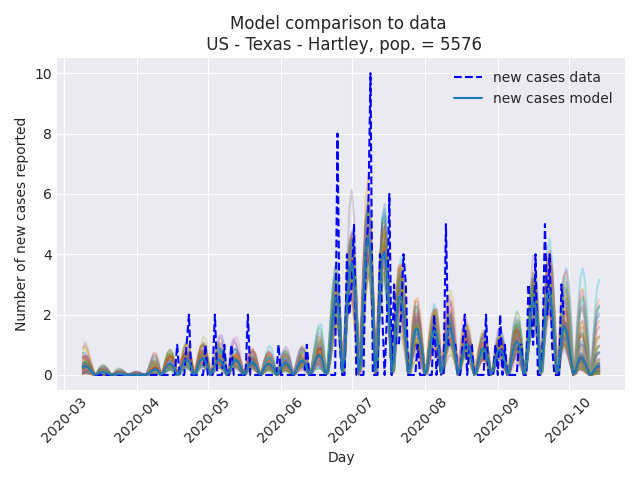 Model comparison to data
US - Texas - Hartley, pop. = 5576
new cases data
new cases model
Number of new cases reported
10
8
6
4
2
0
2020-03
2020-04
2020-05
2020-06
2020-07
2020-08
2020-09
2020-10
Day